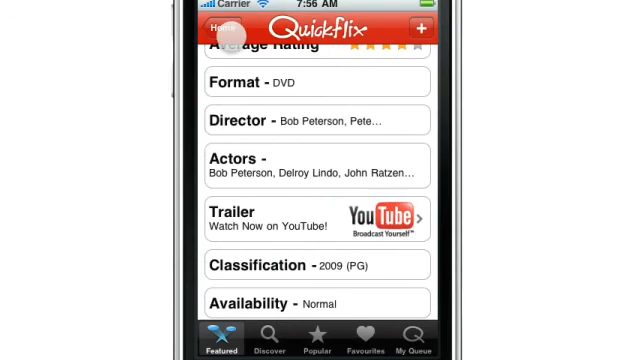 Carrier 7:56 AM
Home Quickflix +
Average Rating
Format - DVD
Director - Bob Peterson, Pete...
Actors -
Bob Peterson, Delroy Lindo, John Ratzen...
Trailer
Watch Now on YouTube!
YouTube
Broadcast Yourself™
Classification - 2009 (PG)
Availability - Normal
Featured Discover Popular Favourites My Queue